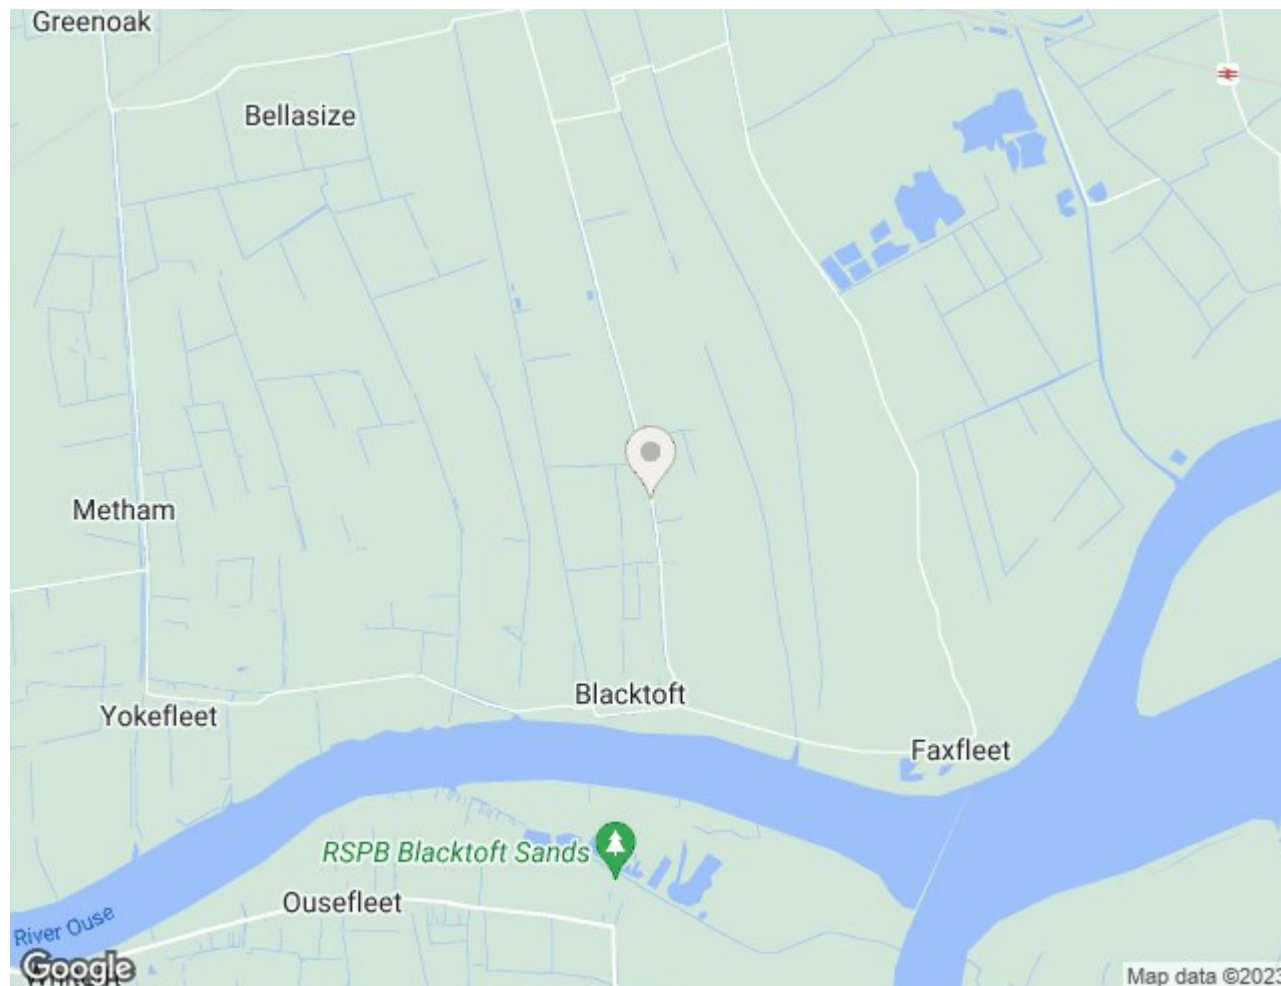 Greenoak
Bellasize
Metham
Blacktoft
Yokefleet
Faxfleet
RSPB Blacktoft Sands
Ousefleet
River Ouse
Google
Map data ©2023